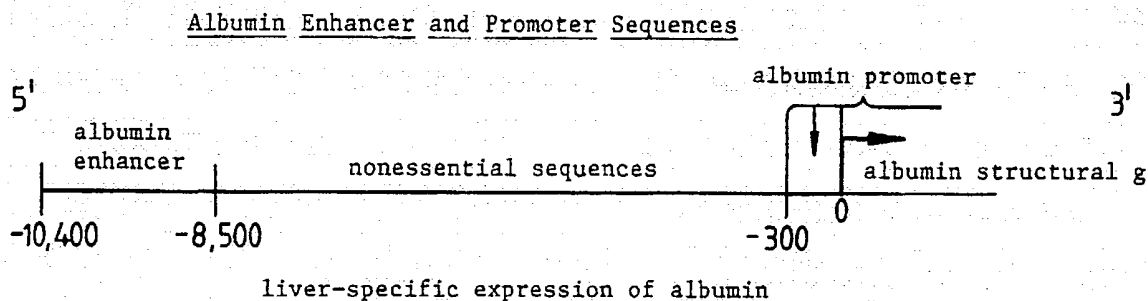 Albumin Enhancer and Promoter Sequences
albumin promoter
5' 3'
albumin
enhancer
nonessential sequences
albumin structural g
-10,400 -8,500 -300 0
liver-specific expression of albumin